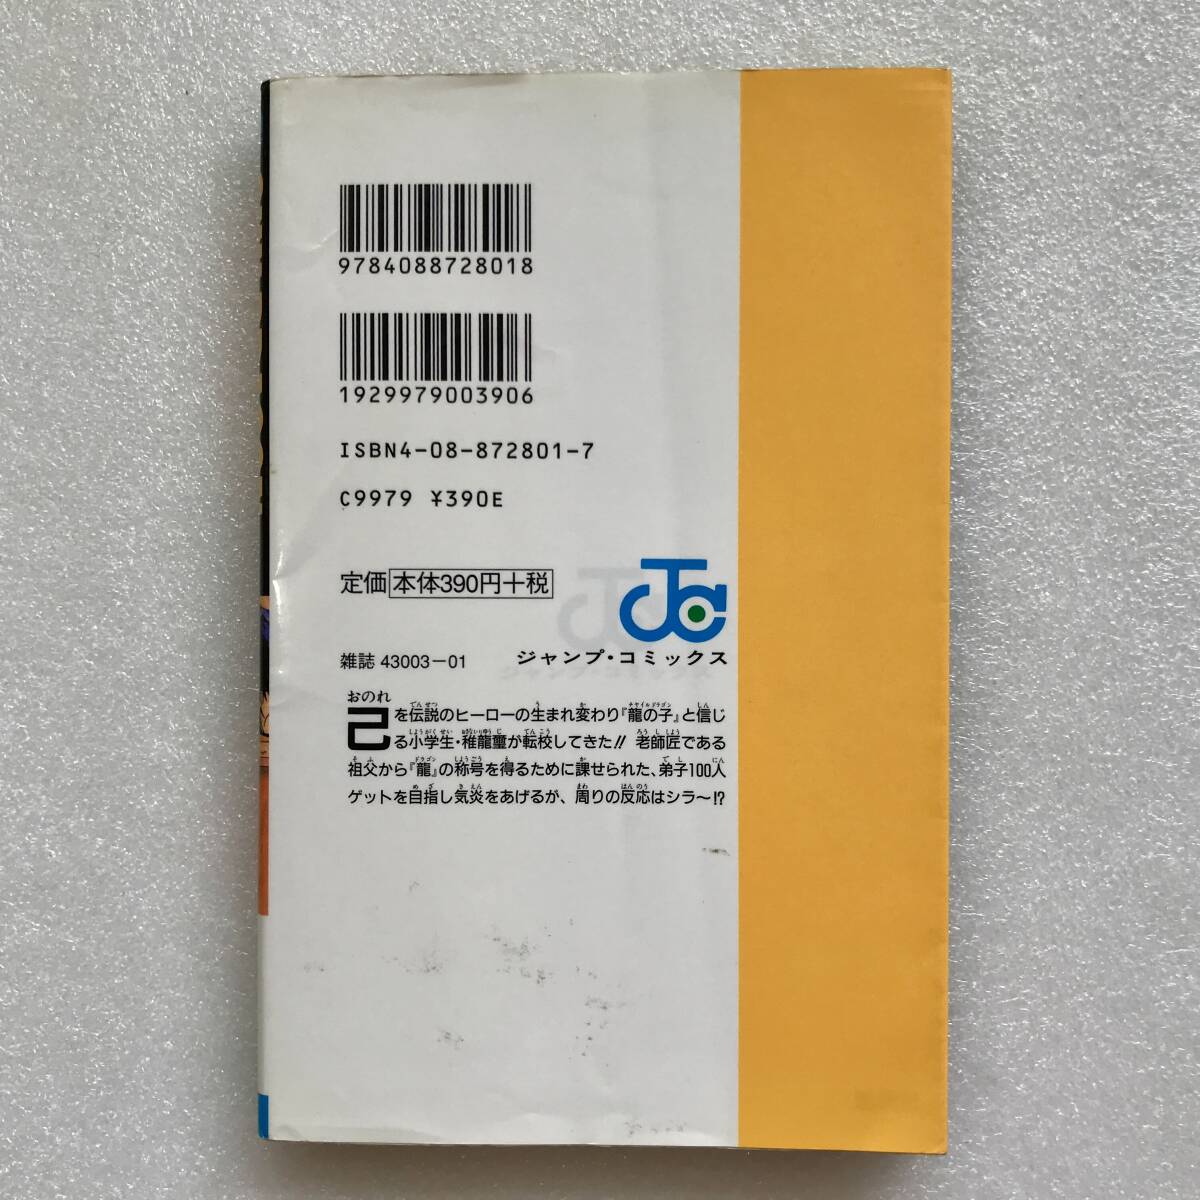 9784088728018
1929979003906
ISBN4-08-872801-7
C9979 ¥390E
定価 本体390円+税
ジャンプ・コミックス
雑誌 43003-01
己を伝説のヒーローの生まれ変わり『龍の子』と信じ
る小学生・稚龍璽が転校してきた!! 老師匠である
祖父から『龍』の称号を得るために課せられた、弟子100人
ゲットを目指し気炎をあげるが、周りの反応はシラ〜!?